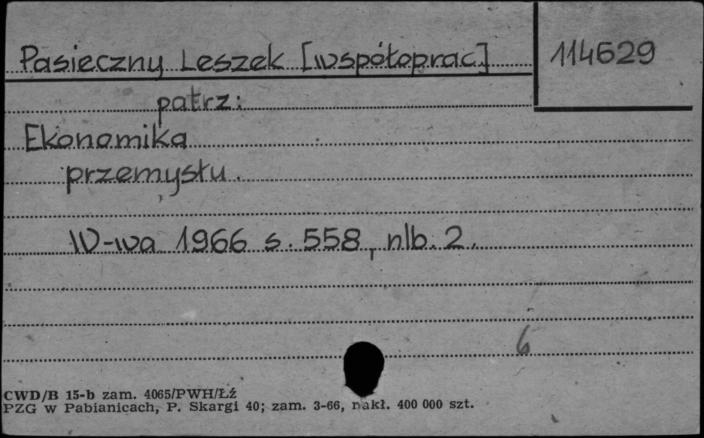 Pasieczny Leszek [współoprac] 114629
patrz:
Ekonomika
przemysłu.
W-wa 1966 s. 558, nlb. 2.
6
CWD/B 15-b zam. 4065/PWH/Łź
PZG w Pabianicach, P. Skargi 40; zam. 3-66, nakł. 400 000 szt.